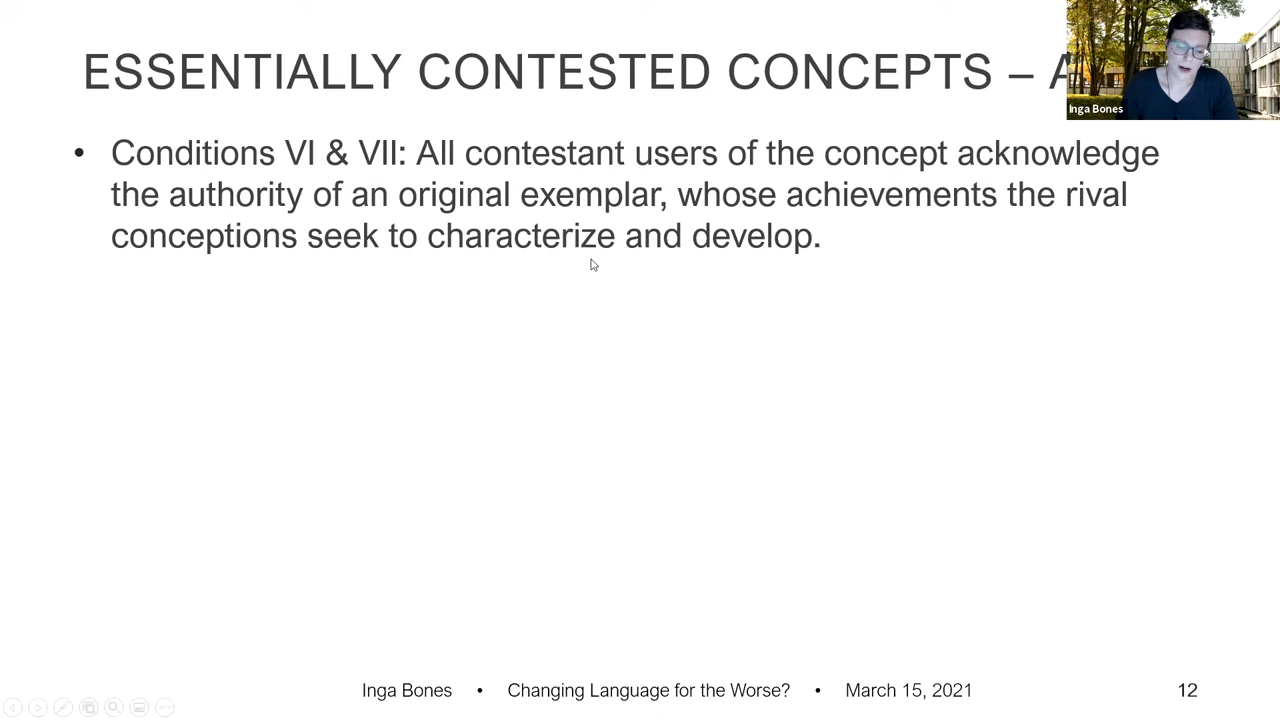 ESSENTIALLY CONTESTED CONCEPTS –
Inga Bones
• Conditions VI & VII: All contestant users of the concept acknowledge
the authority of an original exemplar, whose achievements the rival
conceptions seek to characterize and develop.
Inga Bones • Changing Language for the Worse? • March 15, 2021 12